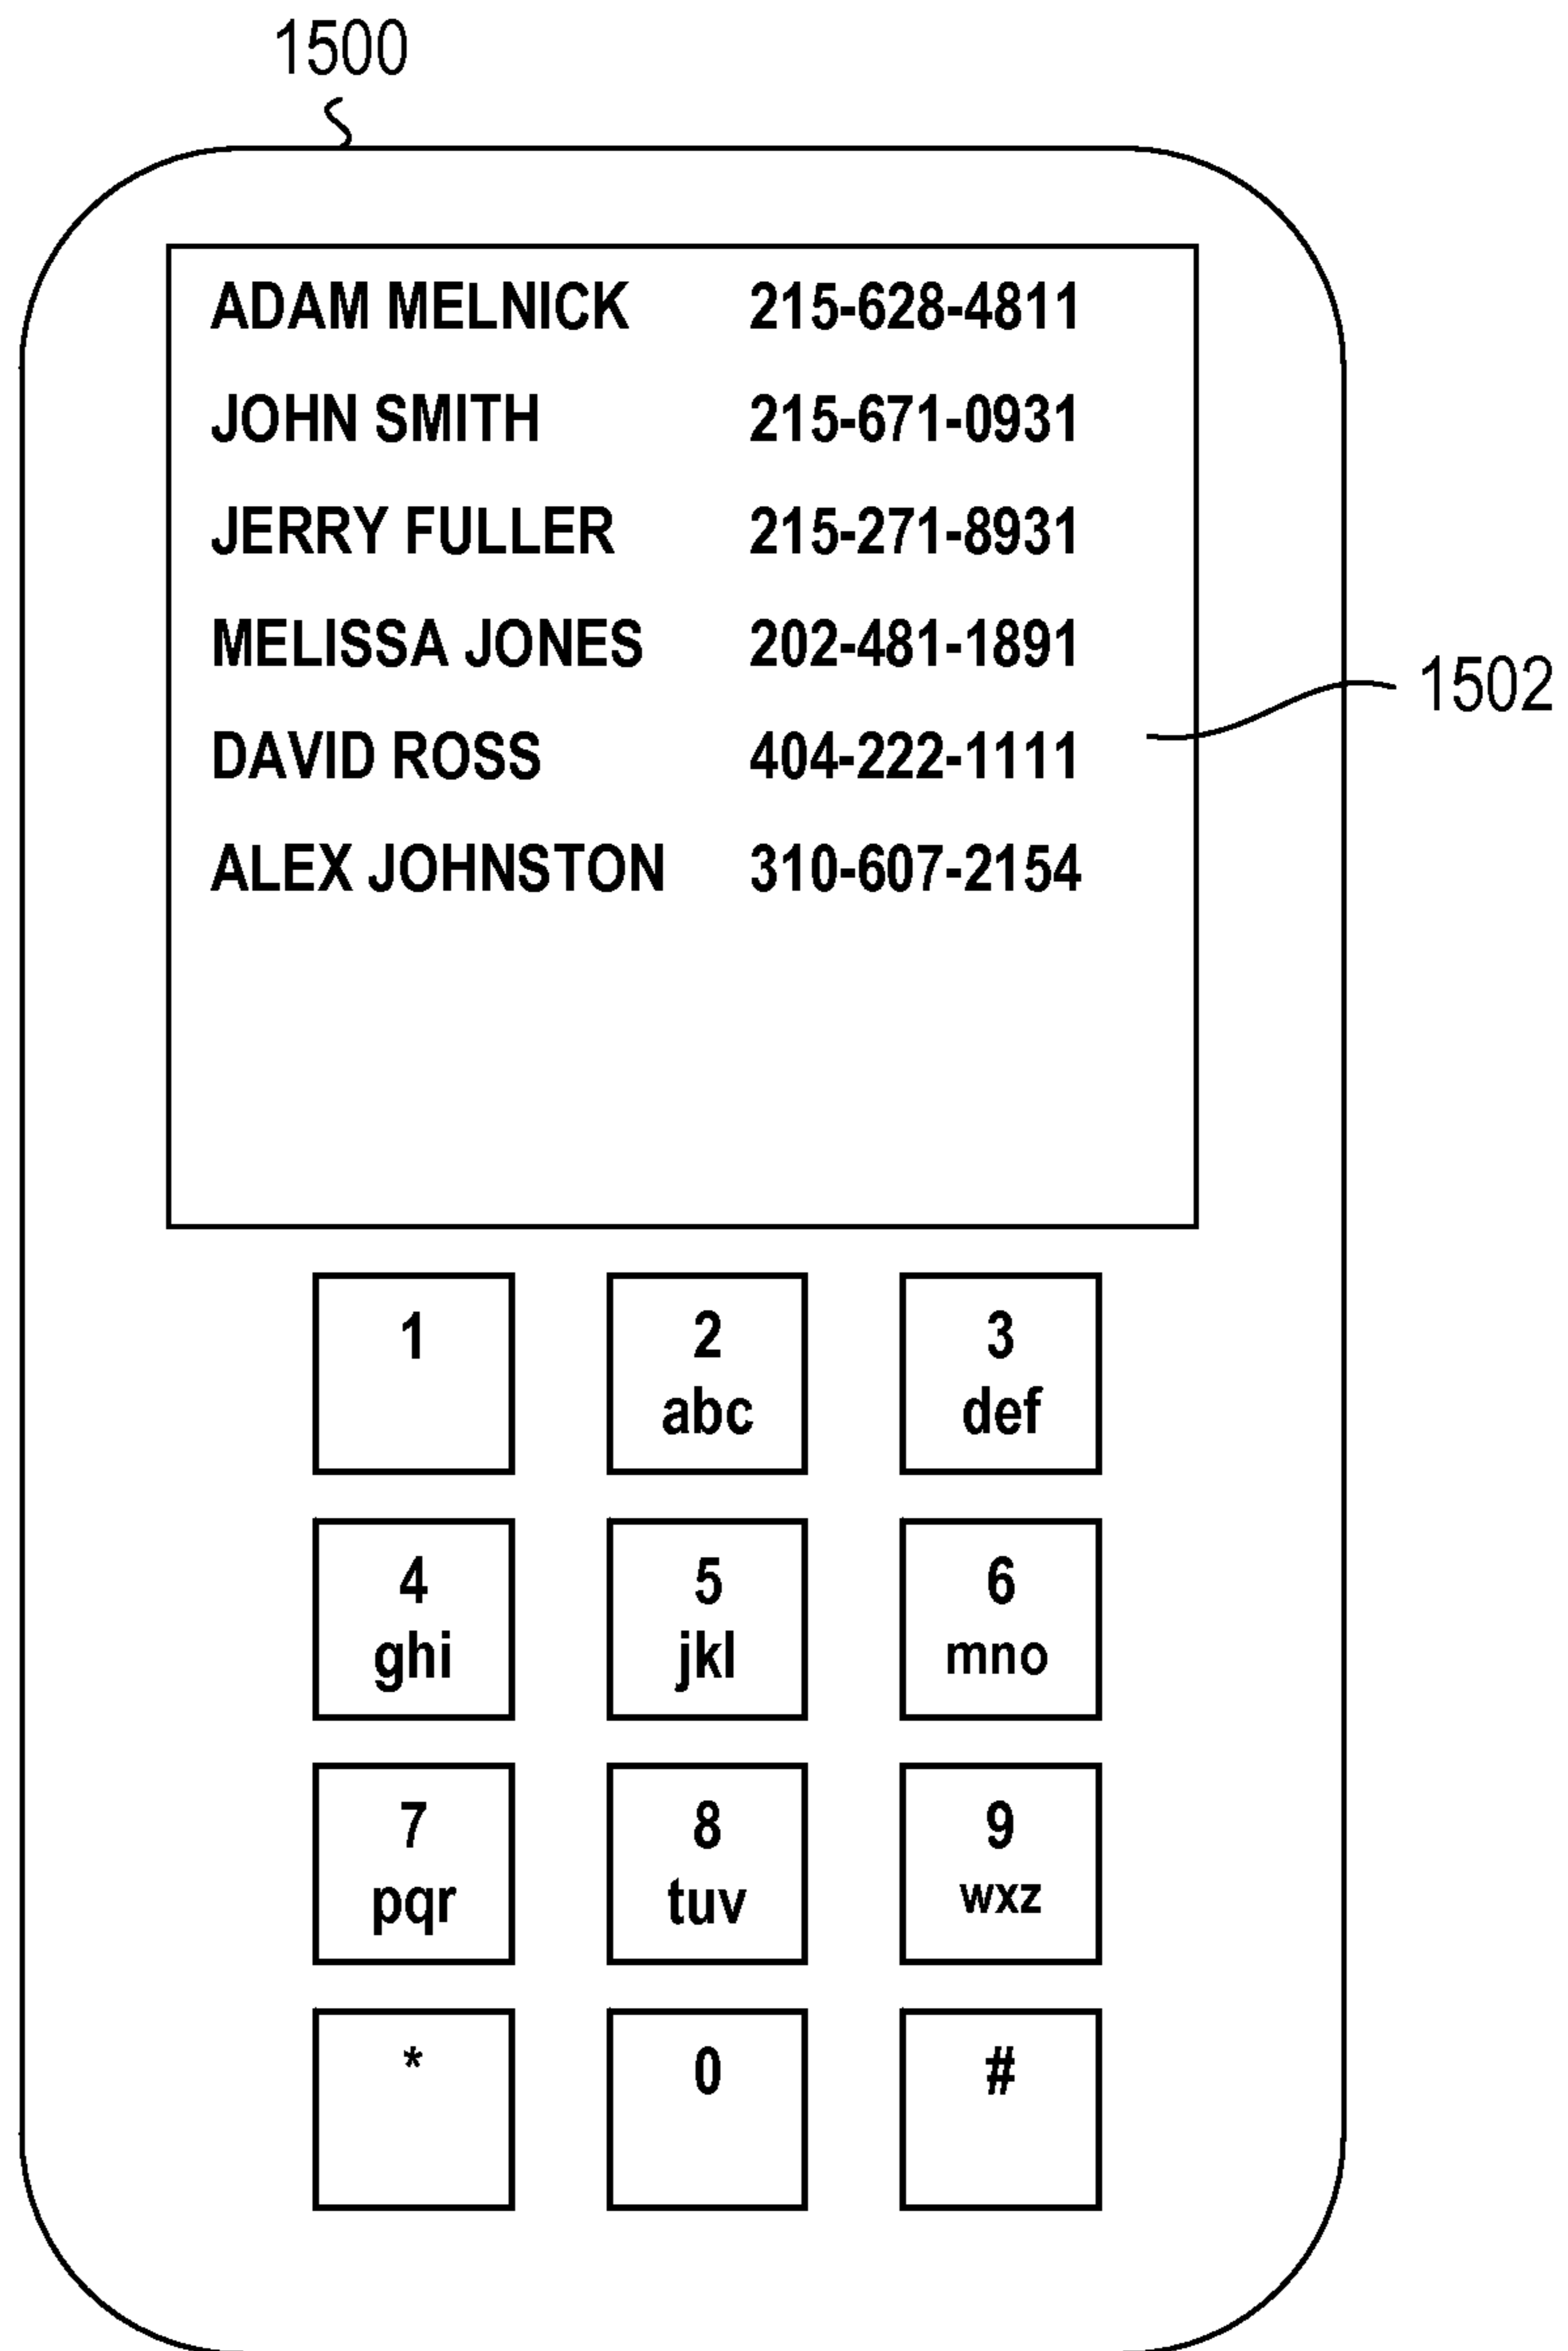 1500
ADAM MELNICK 215-628-4811
JOHN SMITH 215-671-0931
JERRY FULLER 215-271-8931
MELISSA JONES 202-481-1891
1502
DAVID ROSS 404-222-1111
ALEX JOHNSTON 310-607-2154
1 2 3
abc def
4 5 6
ghi jkl mno
7 8 9
pqr tuv wxz
* 0 #